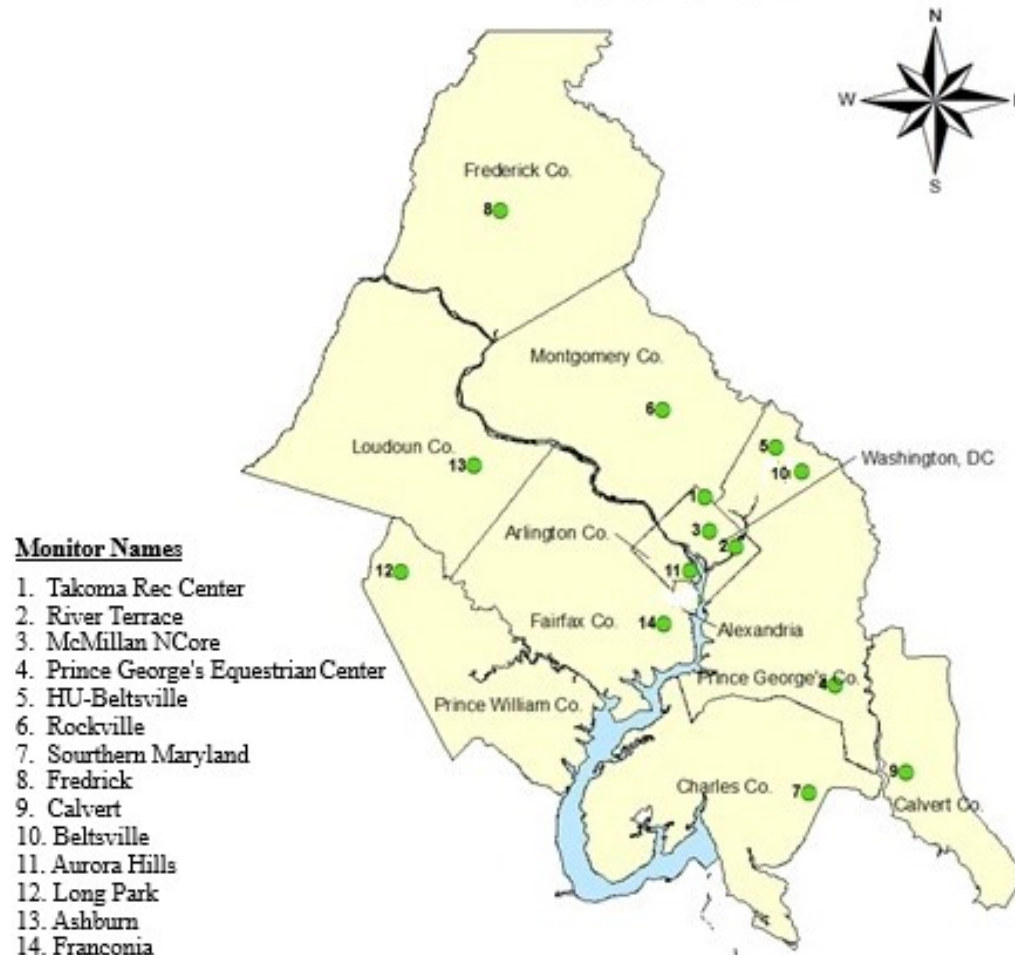 N
W
S
Frederick Co.
8
Montgomery Co.
6
Loudoun Co.
13
5
10
Washington, DC
1
3
Arlington Co.
2
11
12
Fairfax Co.
14
Alexandria
Prince George's Co.
4
Prince William Co.
9
Charles Co.
7
Calvert Co.
Monitor Names
1. Takoma Rec Center
2. River Terrace
3. McMillan NCore
4. Prince George's Equestrian Center
5. HU-Beltsville
6. Rockville
7. Sourthern Maryland
8. Fredrick
9. Calvert
10. Beltsville
11. Aurora Hills
12. Long Park
13. Ashburn
14. Franconia